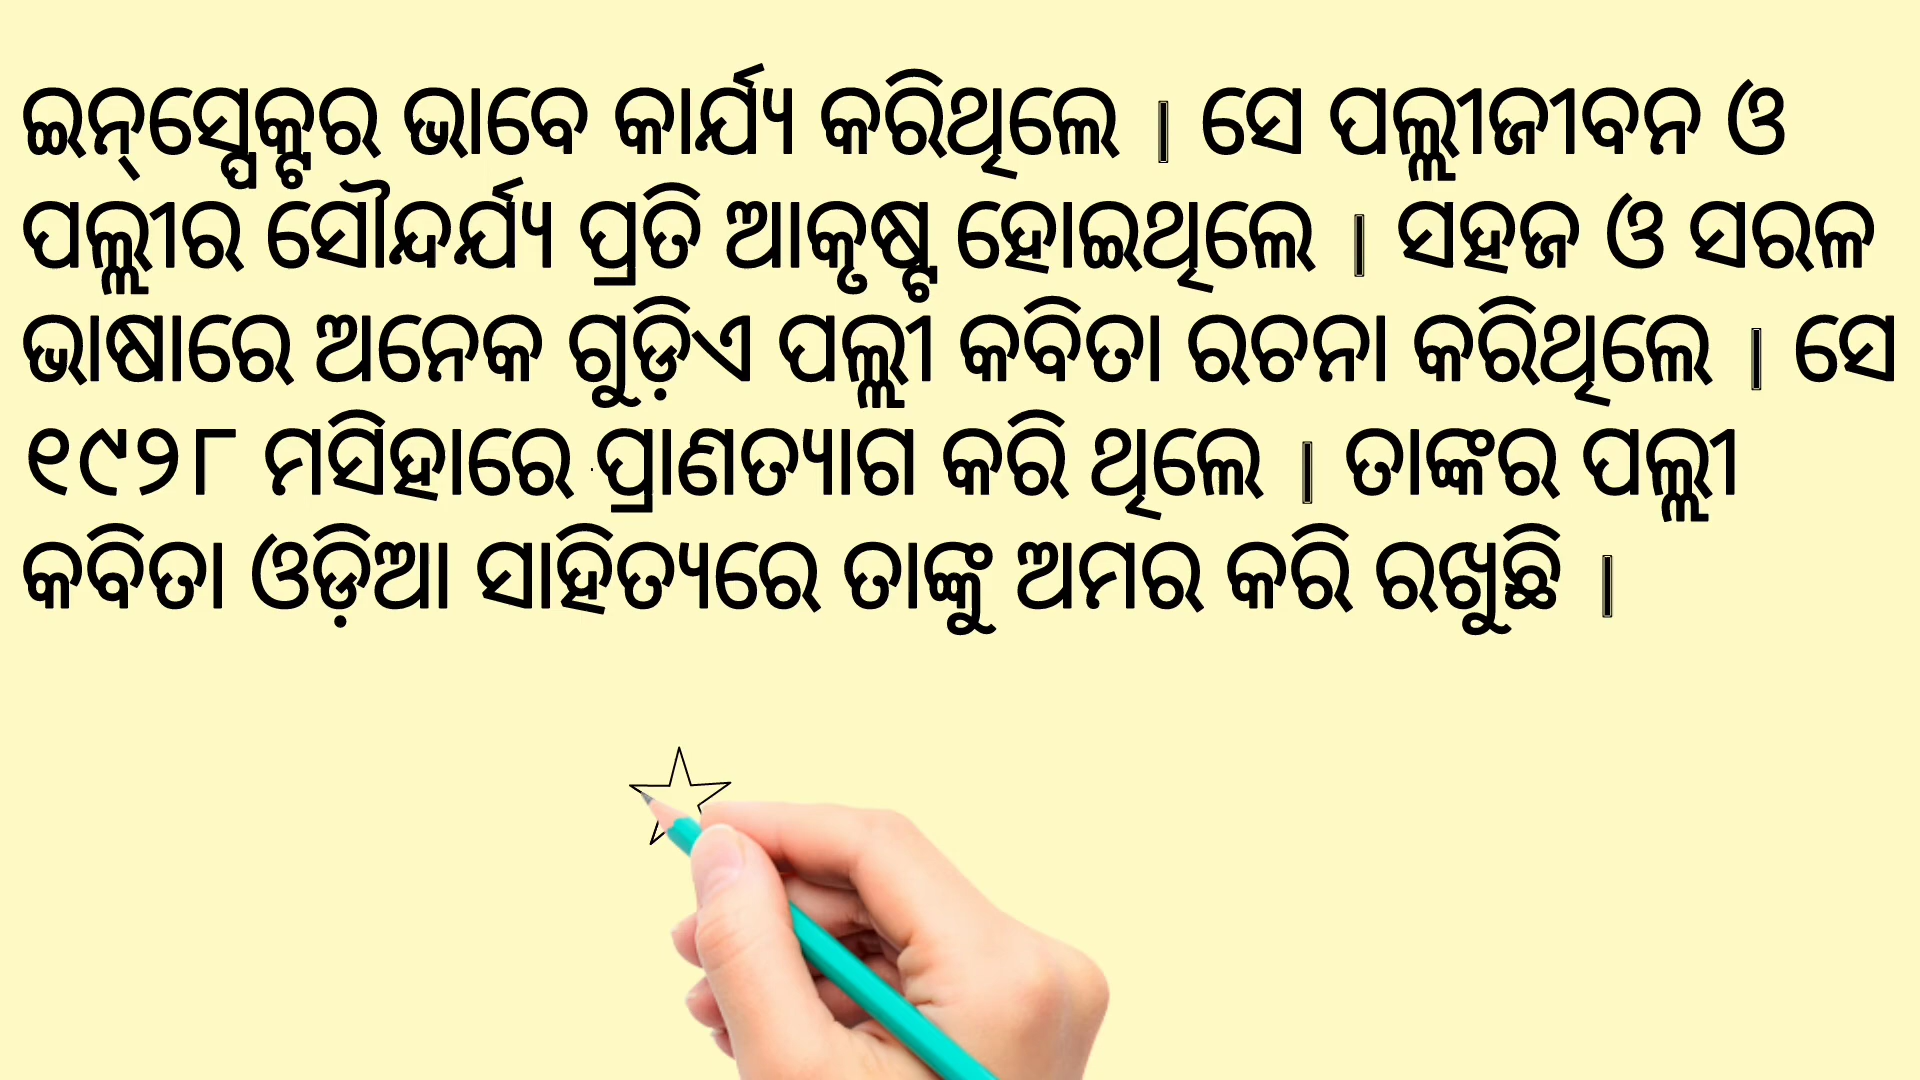 ଇନ୍‌ସ୍ପେକ୍ଟର ଭାବେ କାର୍ଯ୍ୟ କରିଥିଲେ । ସେ ପଲ୍ଲୀଜୀବନ ଓ
ପଲ୍ଲୀର ସୌନ୍ଦର୍ଯ୍ୟ ପ୍ରତି ଆକୃଷ୍ଟ ହୋଇଥିଲେ । ସହଜ ଓ ସରଳ
ଭାଷାରେ ଅନେକ ଗୁଡ଼ିଏ ପଲ୍ଲୀ କବିତା ରଚନା କରିଥିଲେ । ସେ
୧୯୨୮ ମସିହାରେ ପ୍ରାଣତ୍ୟାଗ କରି ଥିଲେ । ତାଙ୍କର ପଲ୍ଲୀ
କବିତା ଓଡ଼ିଆ ସାହିତ୍ୟରେ ତାଙ୍କୁ ଅମର କରି ରଖୁଛି ।